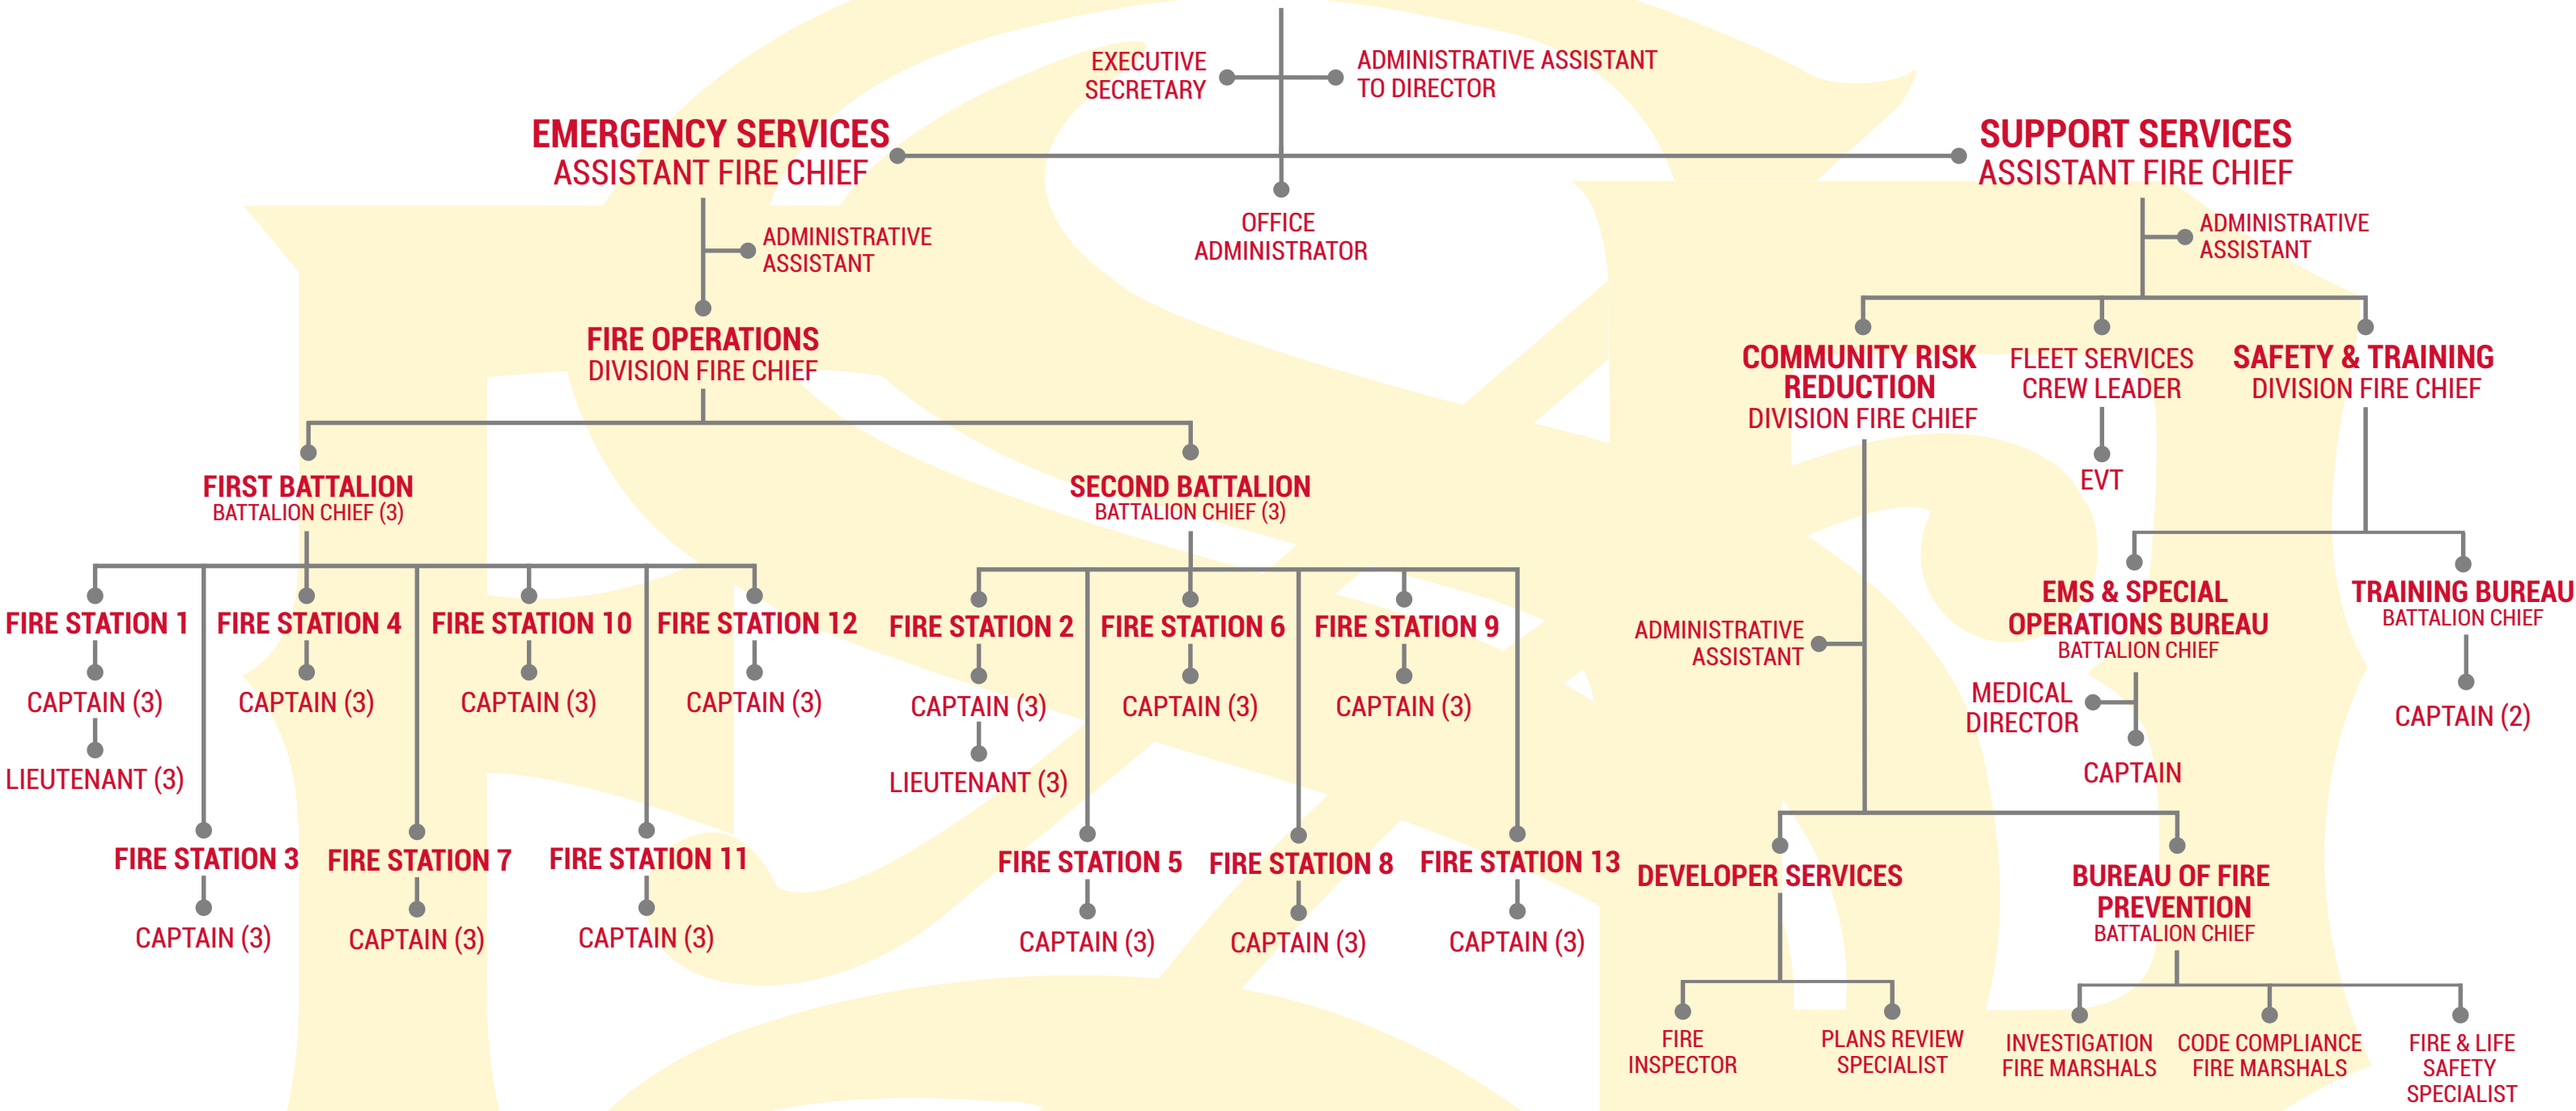 EXECUTIVE
SECRETARY
ADMINISTRATIVE ASSISTANT
TO DIRECTOR
EMERGENCY SERVICES
ASSISTANT FIRE CHIEF
SUPPORT SERVICES
ASSISTANT FIRE CHIEF
OFFICE
ADMINISTRATOR
ADMINISTRATIVE
ASSISTANT
ADMINISTRATIVE
ASSISTANT
FIRE OPERATIONS
DIVISION FIRE CHIEF
COMMUNITY RISK
REDUCTION
DIVISION FIRE CHIEF
FLEET SERVICES
CREW LEADER
SAFETY & TRAINING
DIVISION FIRE CHIEF
EVT
FIRST BATTALION
BATTALION CHIEF (3)
SECOND BATTALION
BATTALION CHIEF (3)
FIRE STATION 1
CAPTAIN (3)
LIEUTENANT (3)
FIRE STATION 4
CAPTAIN (3)
FIRE STATION 10
CAPTAIN (3)
FIRE STATION 12
CAPTAIN (3)
FIRE STATION 3
CAPTAIN (3)
FIRE STATION 7
CAPTAIN (3)
FIRE STATION 11
CAPTAIN (3)
FIRE STATION 2
CAPTAIN (3)
LIEUTENANT (3)
FIRE STATION 6
CAPTAIN (3)
FIRE STATION 9
CAPTAIN (3)
FIRE STATION 5
CAPTAIN (3)
FIRE STATION 8
CAPTAIN (3)
FIRE STATION 13
CAPTAIN (3)
ADMINISTRATIVE
ASSISTANT
EMS & SPECIAL
OPERATIONS BUREAU
BATTALION CHIEF
MEDICAL
DIRECTOR
CAPTAIN
TRAINING BUREAU
BATTALION CHIEF
CAPTAIN (2)
DEVELOPER SERVICES
FIRE
INSPECTOR
PLANS REVIEW
SPECIALIST
BUREAU OF FIRE
PREVENTION
BATTALION CHIEF
INVESTIGATION
FIRE MARSHALS
CODE COMPLIANCE
FIRE MARSHALS
FIRE & LIFE
SAFETY
SPECIALIST